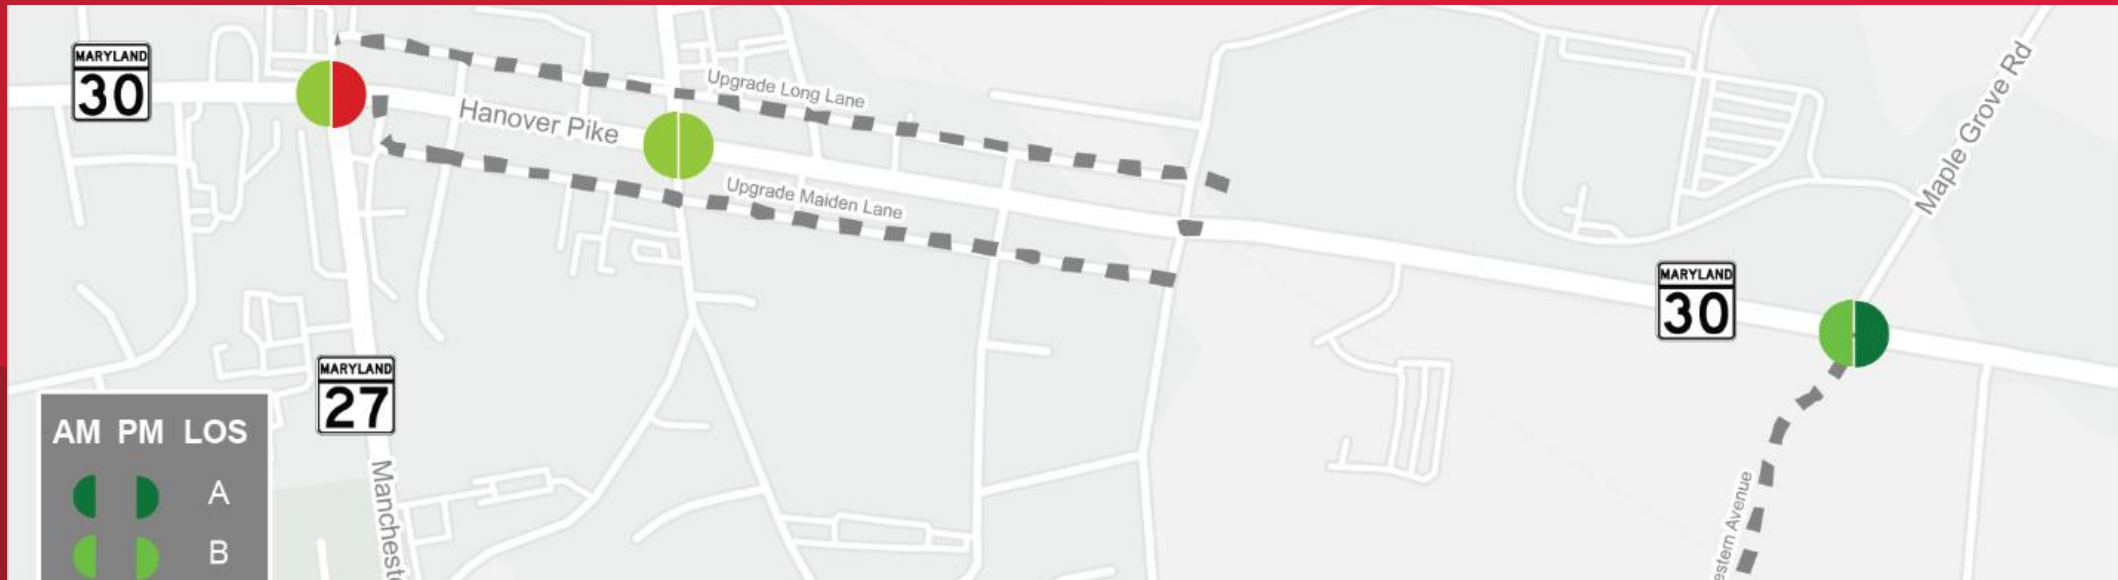 MARYLAND
30
Hanover Pike
Upgrade Long Lane
Upgrade Maiden Lane
Maple Grove Rd
MARYLAND
30
MARYLAND
27
AM PM LOS
A
B